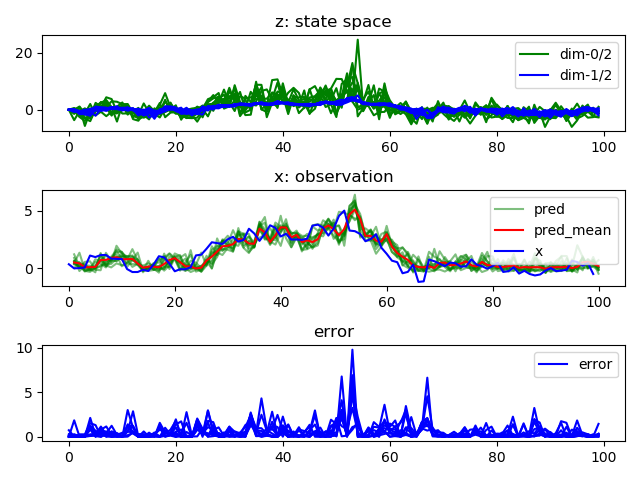 z: state space
20
0
dim-0/2
dim-1/2
0 20 40 60 80 100
x: observation
5
0
pred
pred_mean
x
0 20 40 60 80 100
error
10
5
0
error
0 20 40 60 80 100